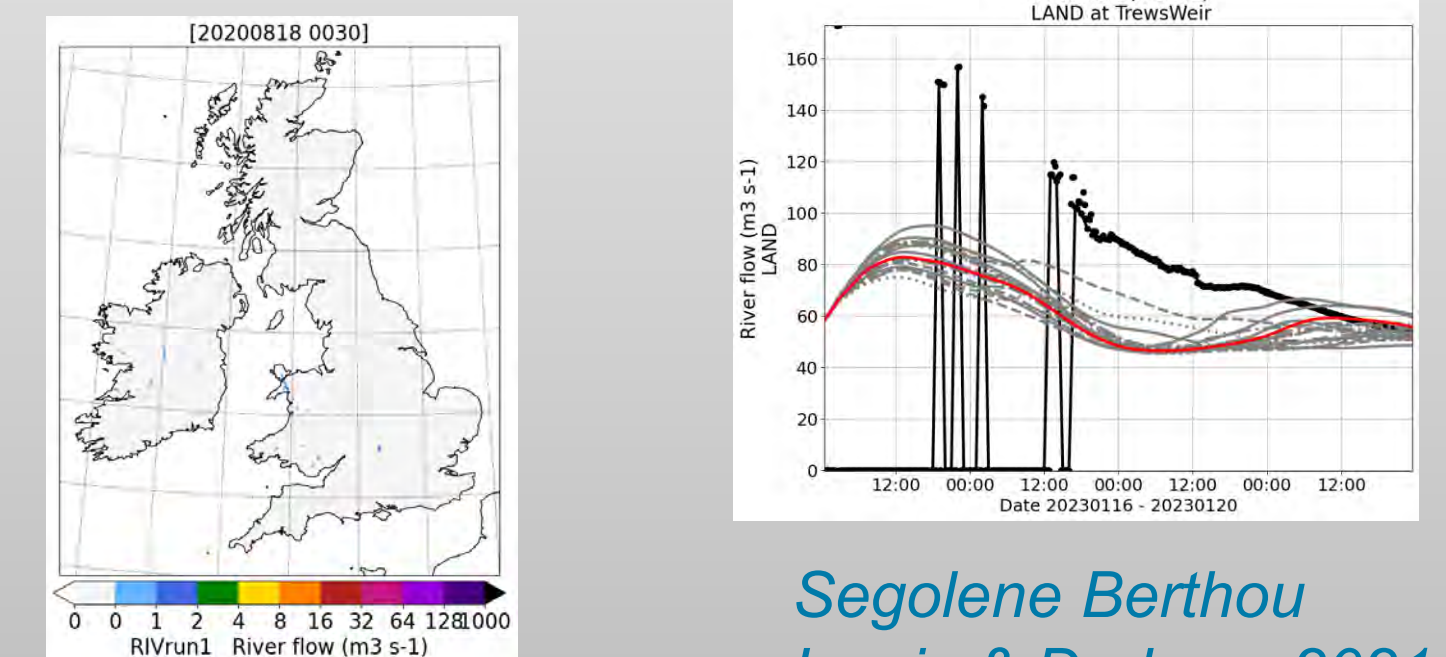 [20200818 0030]
0 0 1 2 4 8 16 32 64 128 1000
RIVrun1 River flow (m3 s-1)
LAND at TrewsWeir
River flow (m3 s-1)
LAND
160
140
120
100
80
60
40
20
0
12:00 00:00 12:00 00:00 12:00 00:00 12:00
Date 20230116 - 20230120
Segolene Berthou